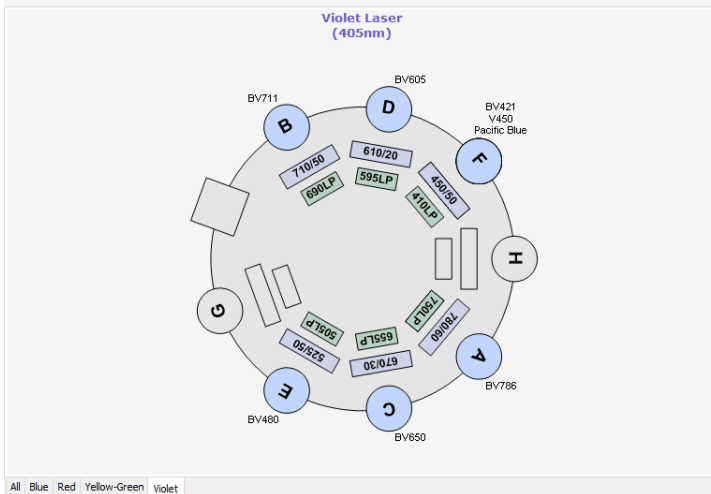 Violet Laser
(405nm)
BV605
D
BV711
B
BV421
V450
Pacific Blue
F
710/50
690LP
610/20
595LP
450/50
410LP
H
G
505LP
525/50
655LP
670/30
750LP
780/60
A
BV786
E
BV480
C
BV650
All Blue Red Yellow-Green Violet